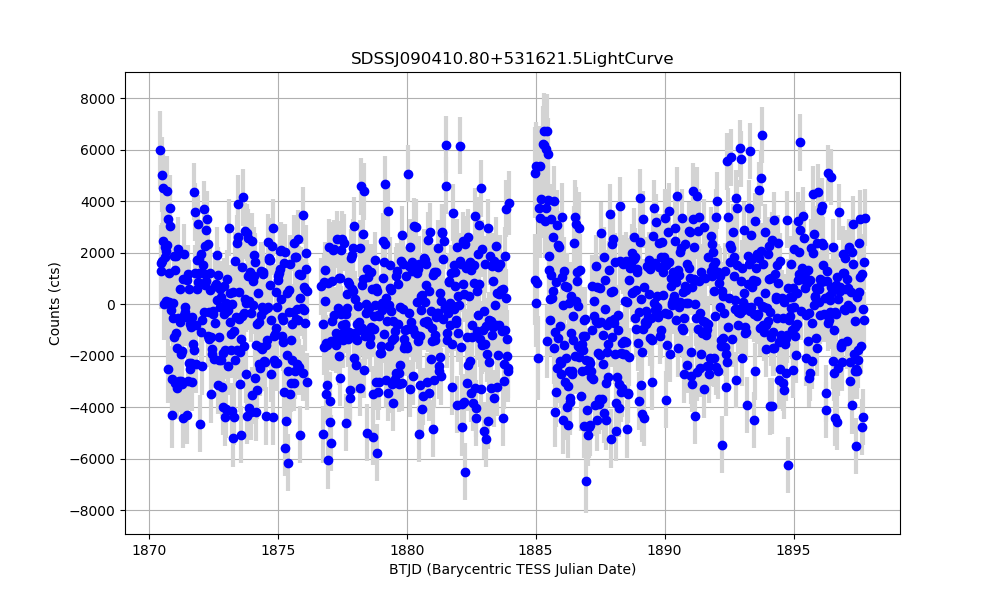 SDSSJ090410.80+531621.5LightCurve
8000
6000
4000
2000
0
−2000
−4000
−6000
−8000
Counts (cts)
1870 1875 1880 1885 1890 1895
BTJD (Barycentric TESS Julian Date)